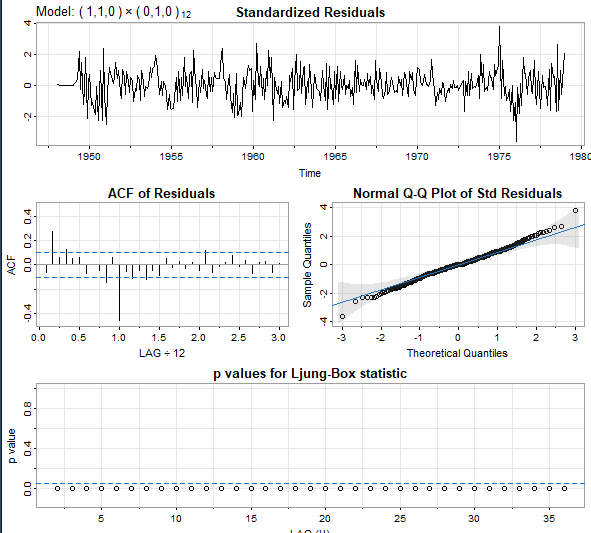 Model: ( 1,1,0 ) × ( 0,1,0 ) 12 Standardized Residuals
4
2
0
-2
1950 1955 1960 1965 1970 1975 1980
Time
ACF of Residuals
ACF
0.4
0.2
0.0
-0.4
0.0 0.5 1.0 1.5 2.0 2.5 3.0
LAG ÷ 12
Normal Q-Q Plot of Std Residuals
Sample Quantiles
4
2
0
-2
-4
-3 -2 -1 0 1 2 3
Theoretical Quantiles
p values for Ljung-Box statistic
p value
0.8
0.4
0.0
5 10 15 20 25 30 35